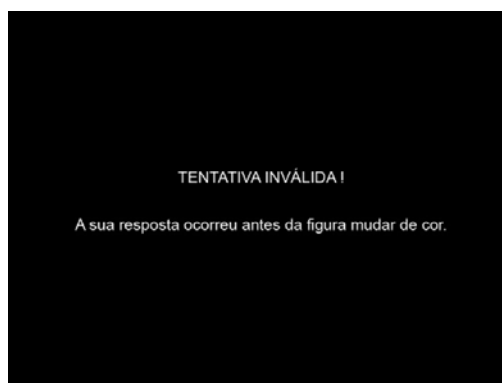 TENTATIVA INVÁLIDA !
A sua resposta ocorreu antes da figura mudar de cor.